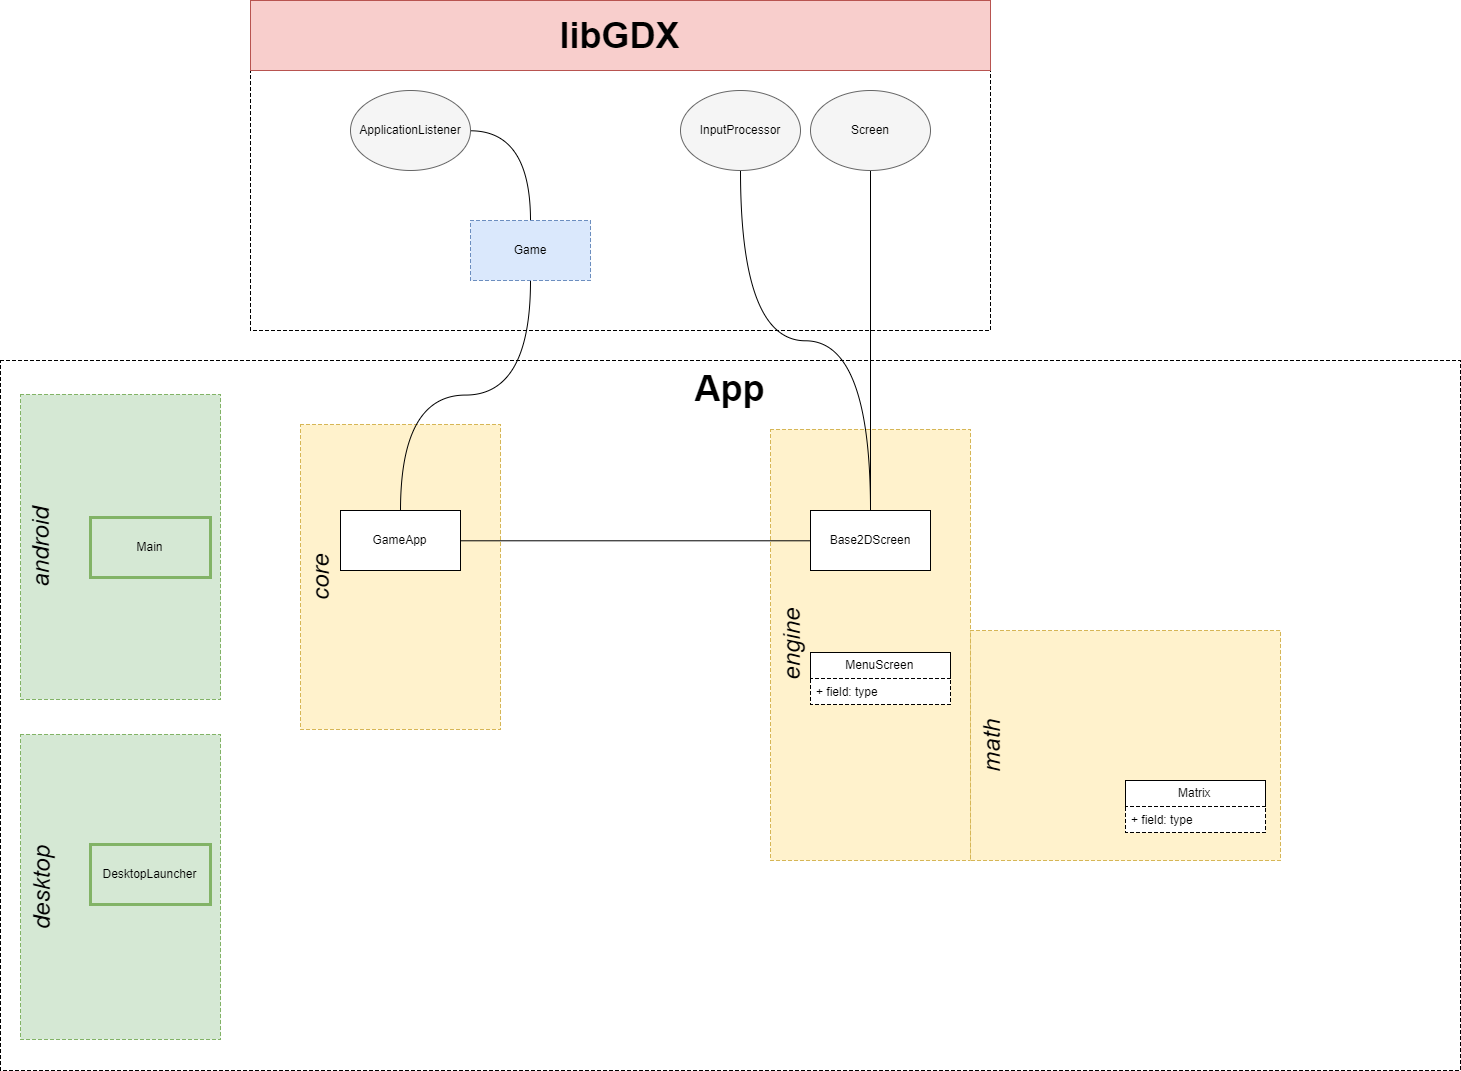 libGDX
ApplicationListener
InputProcessor
Screen
Game
App
android
Main
core
GameApp
engine
Base2DScreen
MenuScreen
+ field: type
math
Matrix
+ field: type
desktop
DesktopLauncher